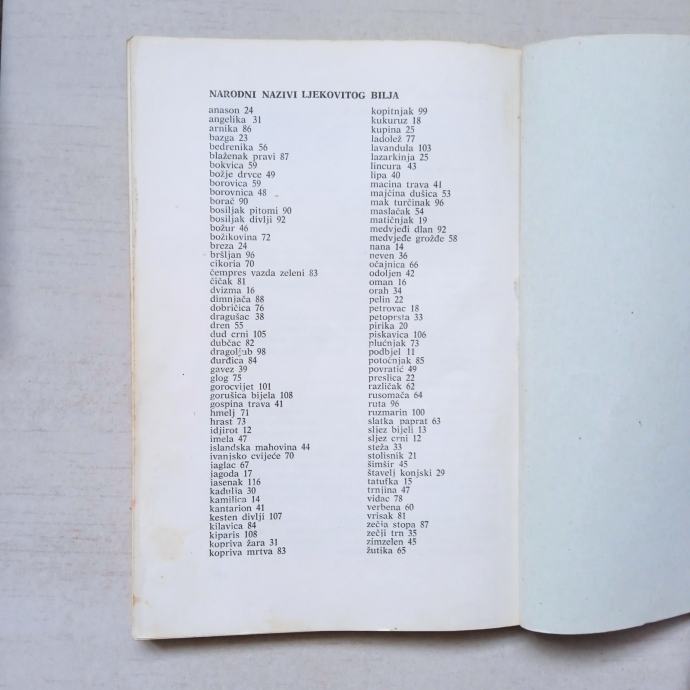 NARODNI NAZIVI LJEKOVITOG BILJA
anason 24
angelika 31
arnika 86
bazga 23
bedrenika 56
blaženak pravi 87
bokvica 59
božje drvce 49
borovica 59
borovnica 48
borač 90
bosiljak pitomi 90
bosiljak divlji 92
božur 46
božikovina 72
breza 24
bršljan 96
cikoria 70
čempres vazda zeleni 83
čičak 81
dvizma 16
dimnjača 88
dobričica 76
dragušac 38
dren 55
dud crni 105
dubčac 82
dragoljub 98
đurđica 84
gavez 39
glog 75
gorocvijet 101
gorušica bijela 108
gospina trava 41
hmelj 71
hrast 73
idjirot 12
imela 47
islandska mahovina 44
ivanjsko cvijeće 70
jaglac 67
jagoda 17
jasenak 116
kadulja 30
kamilica 14
kantarion 41
kesten divlji 107
kilavica 84
kiparis 108
kopriva žara 31
kopriva mrtva 83
kopitnjak 99
kukuruz 18
kupina 25
ladolež 77
lavandula 103
lazarkinja 25
lincura 43
lipa 40
macina trava 41
majčina dušica 53
mak turčinak 96
maslačak 54
matičnjak 19
medvjeđi dlan 92
medvjeđe grožđe 58
nana 14
neven 36
očajnica 66
odoljen 42
oman 16
orah 34
pelin 22
petrovac 18
petoprsta 33
pirika 20
piskavica 106
plućnjak 73
podbjel 11
potočnjak 85
povratić 49
preslica 22
različak 62
rusomača 64
ruta 96
ruzmarin 100
slatka paprat 63
sljez bijeli 13
sljez crni 12
steža 33
stolisnik 21
šimšir 45
štavelj konjski 29
tatufka 15
trnjina 47
vidac 78
verbena 60
vrisak 81
zečia stopa 87
zečji trn 35
zimzelen 45
žutika 65